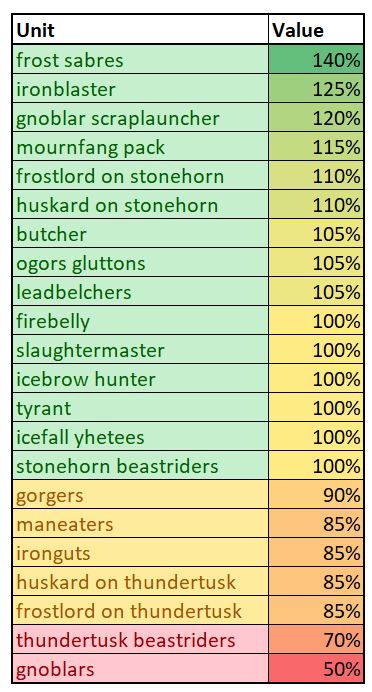 Unit Value
frost sabres 140%
ironblaster 125%
gnoblar scraplauncher 120%
mournfang pack 115%
frostlord on stonehorn 110%
huskard on stonehorn 110%
butcher 105%
ogors gluttons 105%
leadbelchers 105%
firebelly 100%
slaughtermaster 100%
icebrow hunter 100%
tyrant 100%
icefall yhetees 100%
stonehorn beastriders 100%
gorgers 90%
maneaters 85%
ironguts 85%
huskard on thundertusk 85%
frostlord on thundertusk 85%
thundertusk beastriders 70%
gnoblars 50%